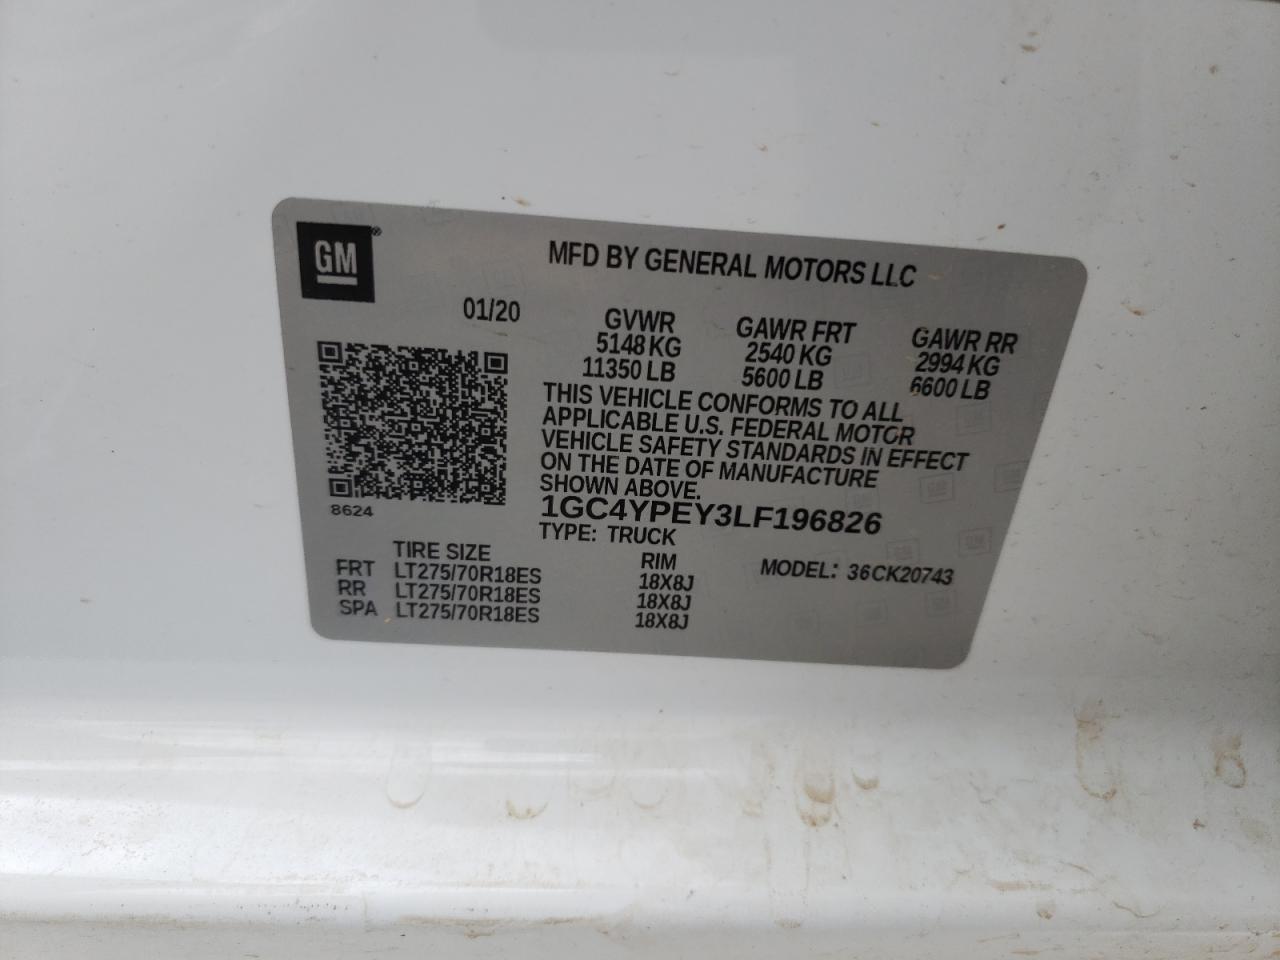 GM®
MFD BY GENERAL MOTORS LLC
01/20
GVWR GAWR FRT GAWR RR
5148 KG 2540 KG 2994 KG
11350 LB 5600 LB 6600 LB
THIS VEHICLE CONFORMS TO ALL
APPLICABLE U.S. FEDERAL MOTOR
VEHICLE SAFETY STANDARDS IN EFFECT
ON THE DATE OF MANUFACTURE
SHOWN ABOVE.
8624
1GC4YPEY3LF196826
TYPE: TRUCK
TIRE SIZE RIM MODEL: 36CK20743
FRT LT275/70R18ES 18X8J
RR LT275/70R18ES 18X8J
SPA LT275/70R18ES 18X8J